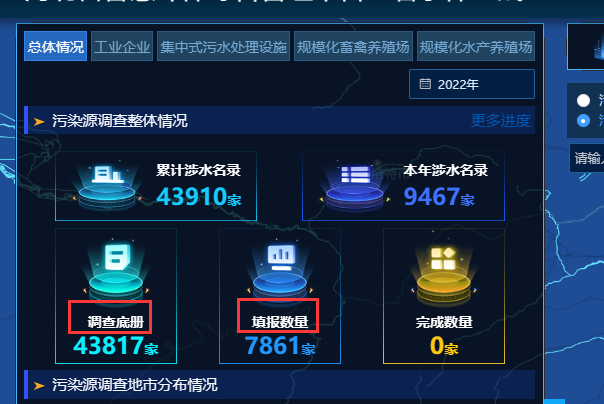 总体情况 工业企业 集中式污水处理设施 规模化畜禽养殖场 规模化水产养殖场
2022年
污染源调查整体情况 更多进度
累计涉水名录 本年涉水名录
43910家 9467家
调查底册 填报数量 完成数量
43817家 7861家 0家
污染源调查地市分布情况
请输入